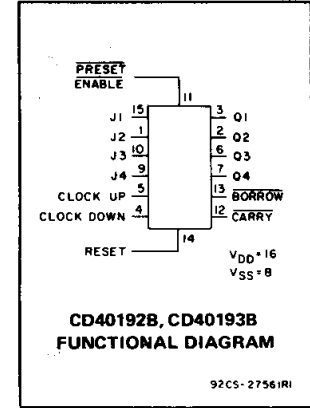 PRESET
ENABLE
11
J1 15 3 Q1
J2 1 2 Q2
J3 10 6 Q3
J4 9 7 Q4
CLOCK UP 5 13 BORROW
CLOCK DOWN 4 12 CARRY
RESET 14
VDD=16
VSS=8
CD40192B, CD40193B
FUNCTIONAL DIAGRAM
92CS-27561RI